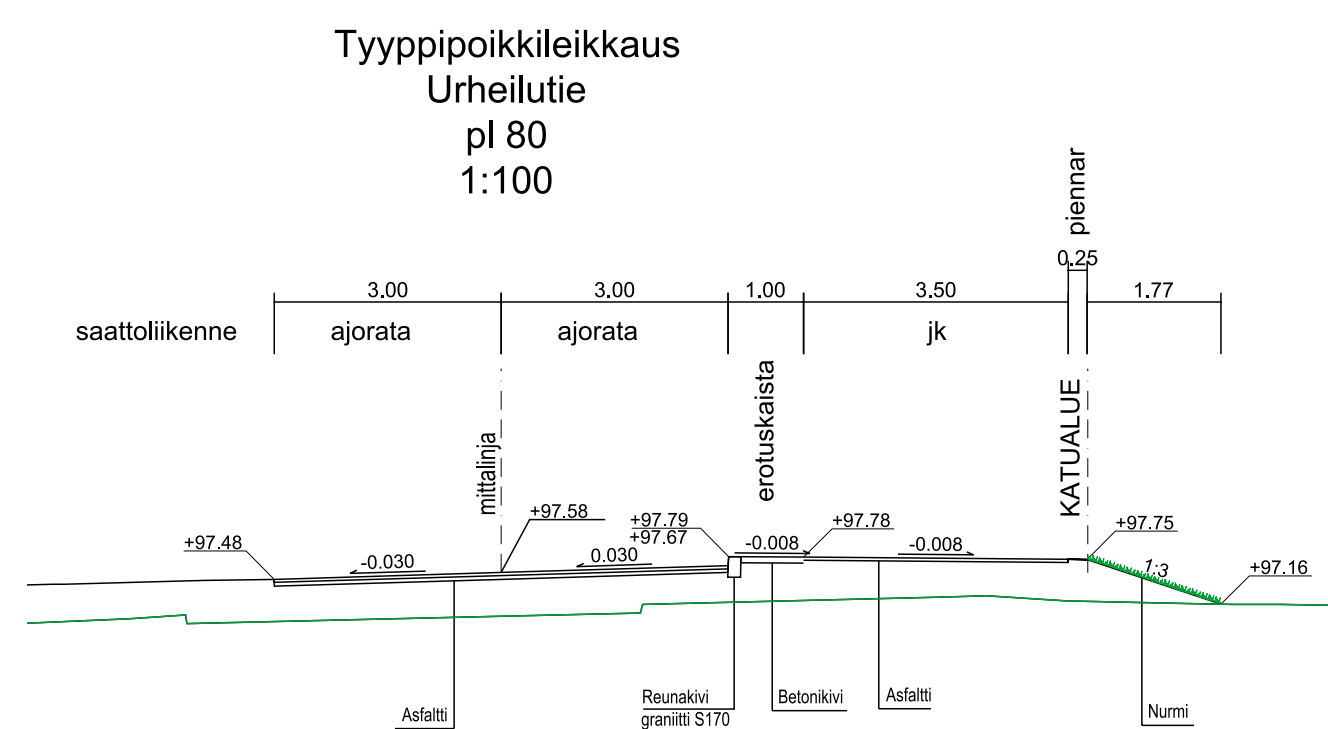 Tyyppipoikkileikkaus
Urheilutie
pl 80
1:100
piennar
0.25
3.00
3.00
1.00
3.50
1.77
saattoliikenne
ajorata
ajorata
jk
mittalinja
erotuskaista
KATUALUE
+97.48
-0.030
+97.58
0.030
+97.79
+97.67
-0.008
+97.78
-0.008
+97.75
1:3
+97.16
Asfaltti
Reunakivi
graniitti S170
Betonikivi
Asfaltti
Nurmi